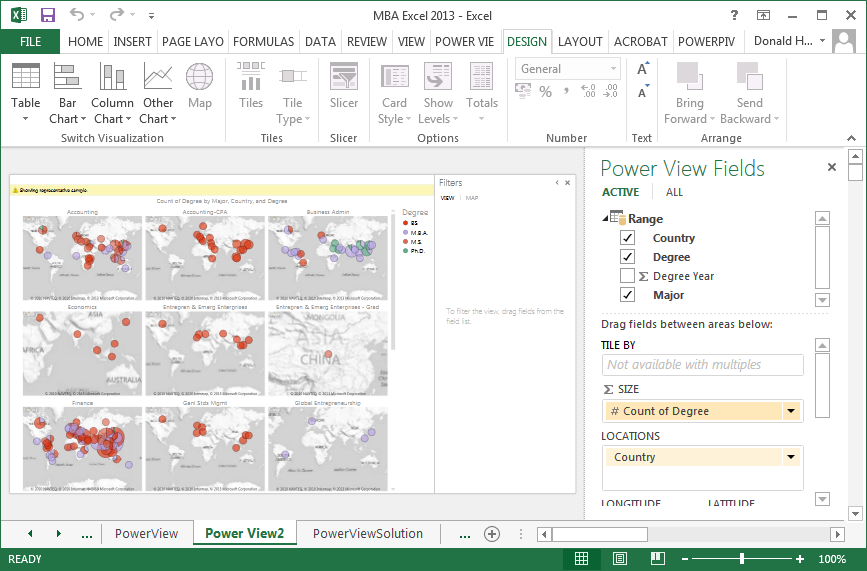 MBA Excel 2013 - Excel
FILE HOME INSERT PAGE LAYO FORMULAS DATA REVIEW VIEW POWER VIE DESIGN LAYOUT ACROBAT POWERPIV Donald H...
Table
Bar Chart
Column Chart
Other Chart
Map
Switch Visualization
Tiles
Tile Type
Tiles
Slicer
Slicer
Card Style
Show Levels
Totals
Options
General
% , .00
Number
A
A
Text
Bring Forward
Send Backward
Arrange
Showing representative sample.
Count of Degree by Major, Country, and Degree
Accounting Accounting-CPA Business Admin
Degree
BS
M.B.A.
M.S.
Ph.D.
Economics Entrepren & Emerg Enterprises Entrepren & Emerg Enterprises - Grad
ASIA
AFRICA
AUSTRALIA
MONGOLIA
ASIA
CHINA
Finance Genl Stds Mgmt Global Entrepreneurship
Filters
VIEW MAP
To filter the view, drag fields from the
field list.
Power View Fields
ACTIVE ALL
Range
Country
Degree
Σ Degree Year
Major
Drag fields between areas below:
TILE BY
Not available with multiples
Σ SIZE
# Count of Degree
LOCATIONS
Country
LONGITUDE LATITUDE
... PowerView Power View2 PowerViewSolution ...
READY
100%